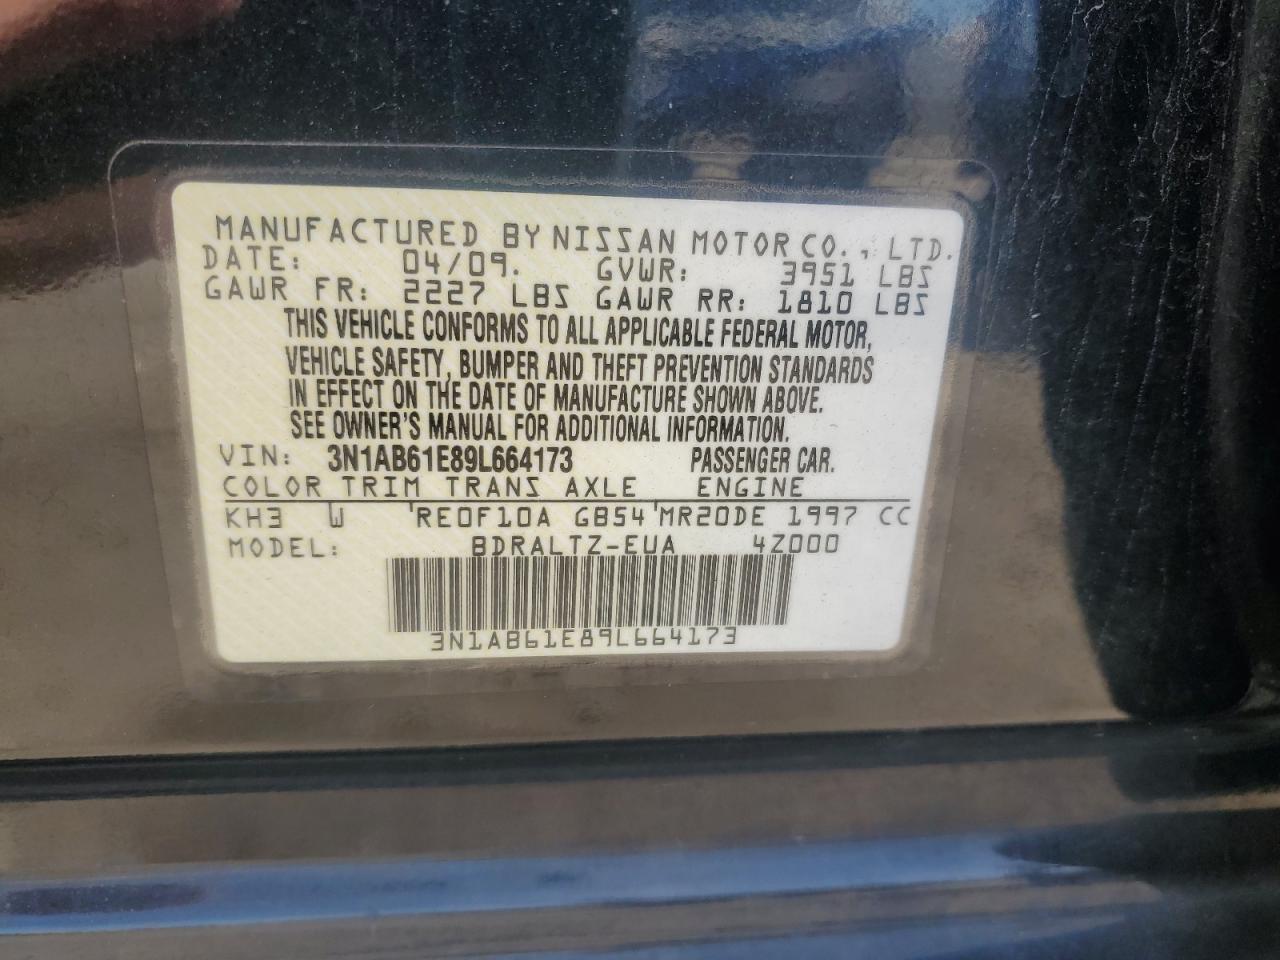 MANUFACTURED BY NISSAN MOTOR CO., LTD.
DATE: 04/09. GVWR: 3951 LBS
GAWR FR: 2227 LBS GAWR RR: 1810 LBS
THIS VEHICLE CONFORMS TO ALL APPLICABLE FEDERAL MOTOR,
VEHICLE SAFETY, BUMPER AND THEFT PREVENTION STANDARDS
IN EFFECT ON THE DATE OF MANUFACTURE SHOWN ABOVE.
SEE OWNER'S MANUAL FOR ADDITIONAL INFORMATION.
VIN: 3N1AB61E89L664173 PASSENGER CAR.
COLOR TRIM TRANS AXLE ENGINE
KH3 W 'RE0F10A GB54'MR20DE 1997 CC
MODEL: BDRALTZ-EUA 4Z000
3N1AB61E89L664173